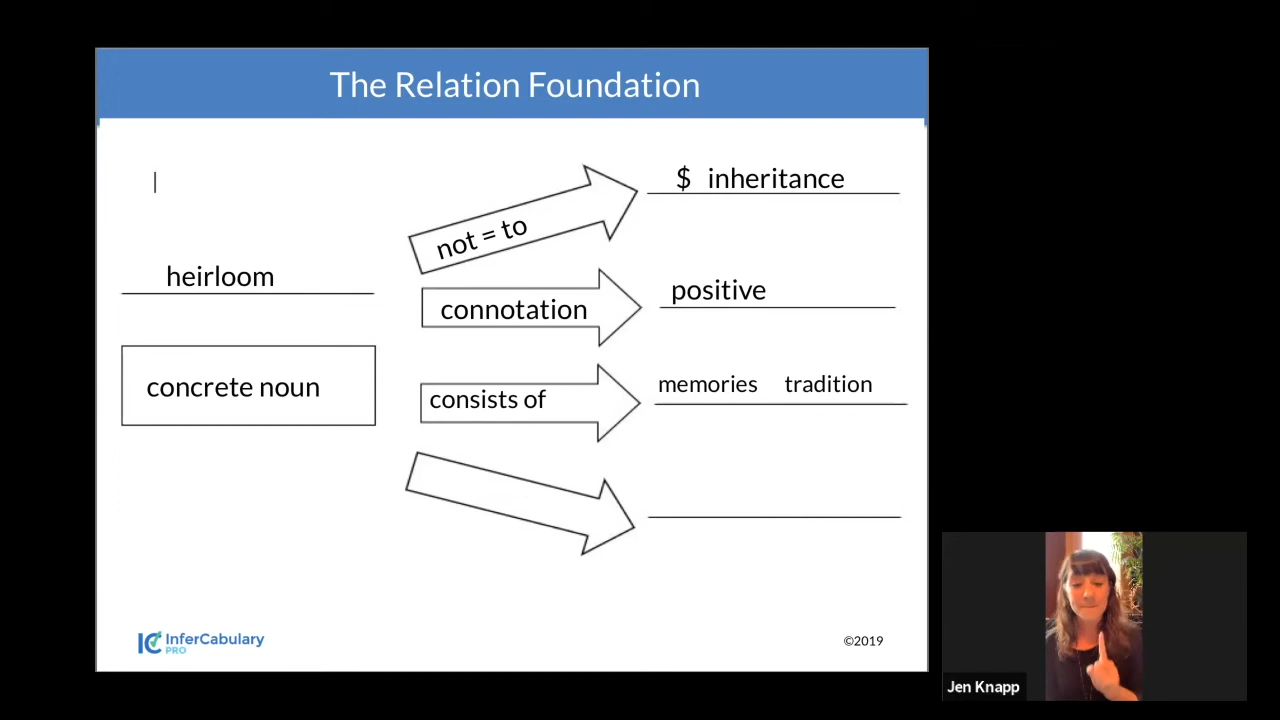 The Relation Foundation
$ inheritance
not = to
heirloom
positive
connotation
concrete noun
memories tradition
consists of
IC InferCabulary
PRO
©2019
Jen Knapp